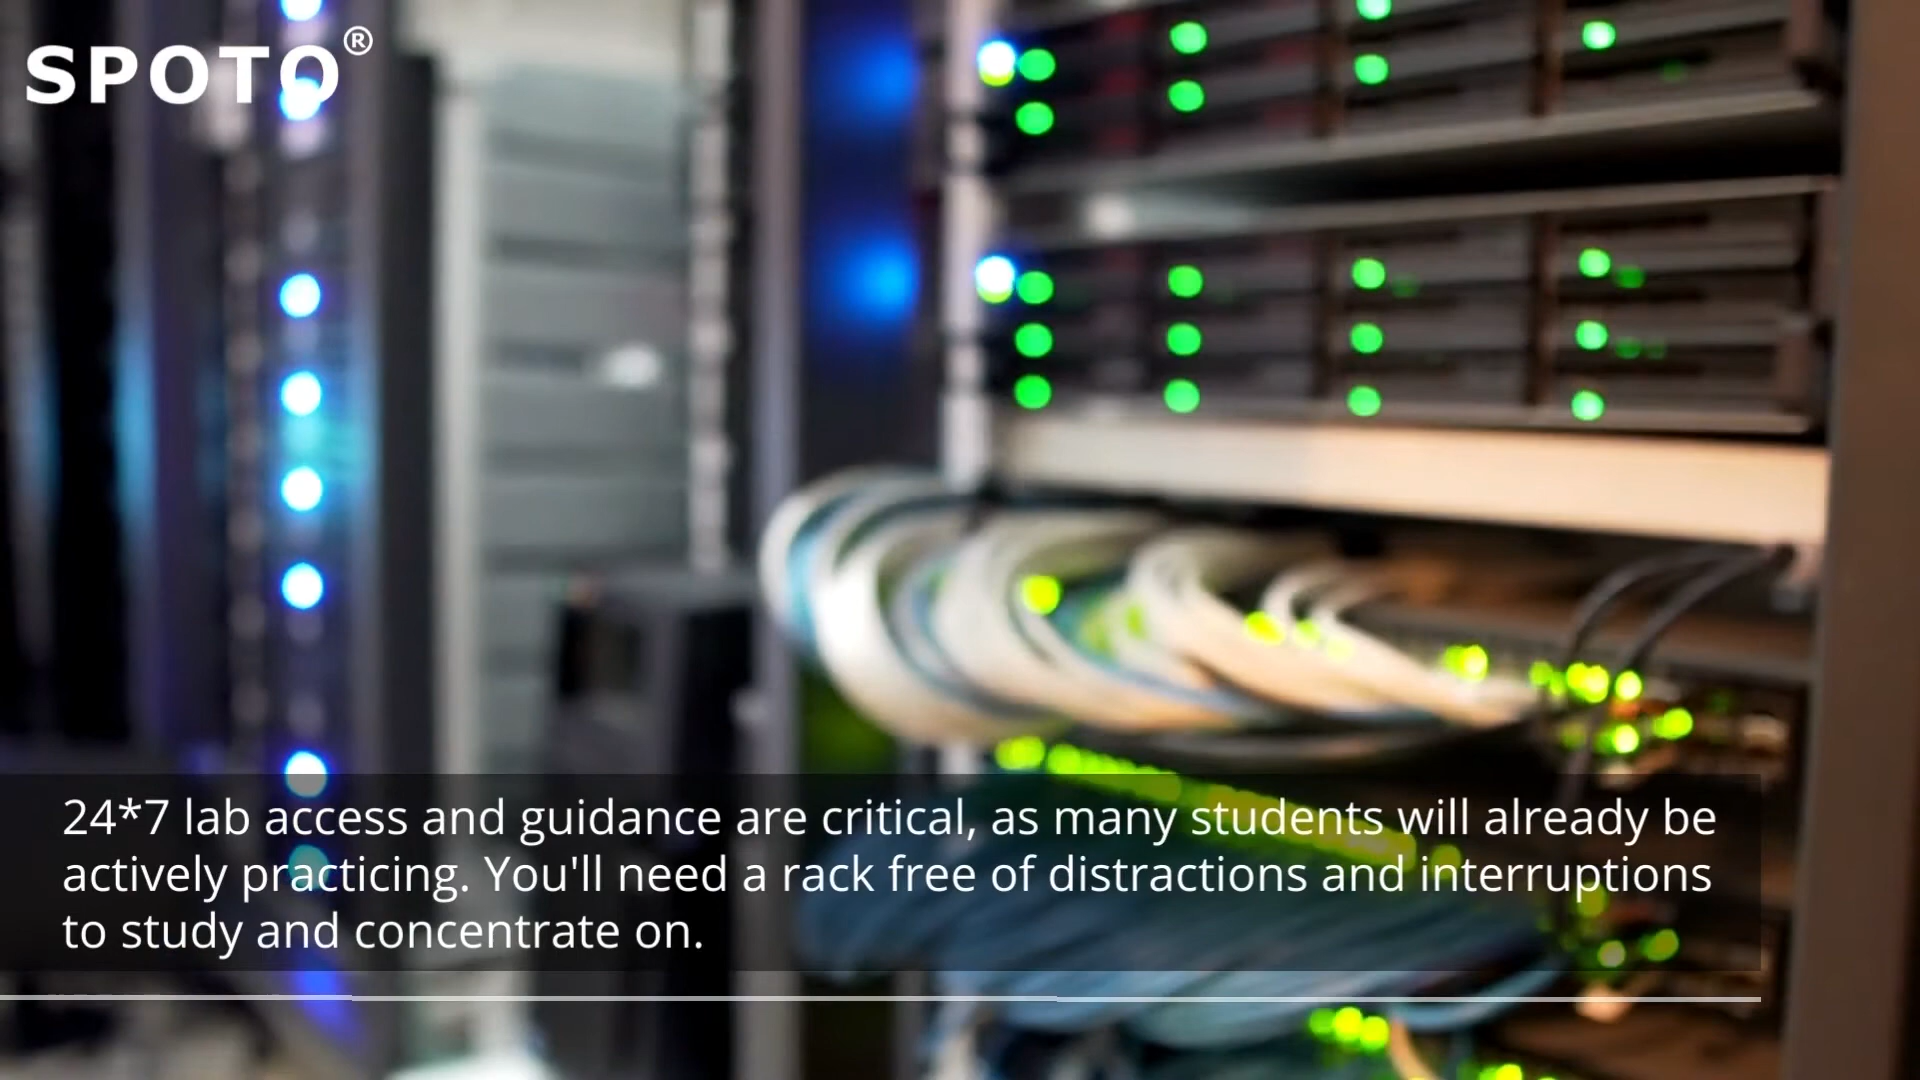 SPOTO®
24*7 lab access and guidance are critical, as many students will already be
actively practicing. You'll need a rack free of distractions and interruptions
to study and concentrate on.